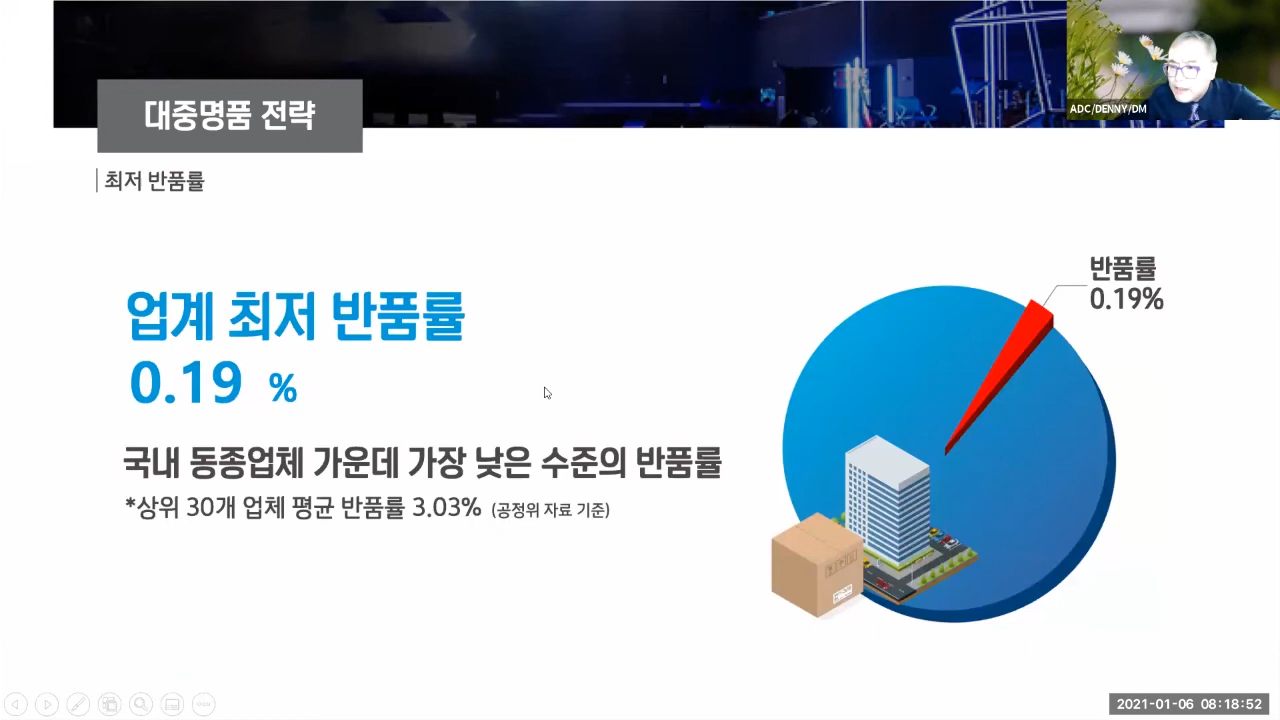 대중명품 전략
ADC/DENNY/DM
최저 반품률
업계 최저 반품률
0.19 %
국내 동종업체 가운데 가장 낮은 수준의 반품률
*상위 30개 업체 평균 반품률 3.03% (공정위 자료 기준)
반품률
0.19%
2021-01-06 08:18:52